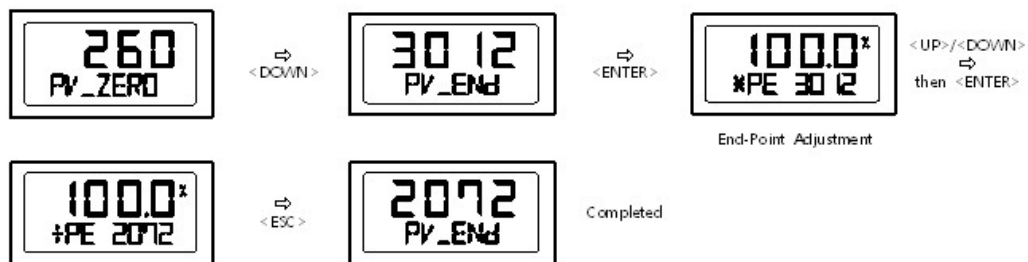 260
PV_ZERO
⇨
<DOWN>
3012
PV_ENd
⇨
<ENTER>
100.0%
*PE 3012
<UP>/<DOWN>
⇨
then <ENTER>
End-Point Adjustment
100.0%
+PE 2072
⇨
<ESC>
2072
PV_ENd
Completed